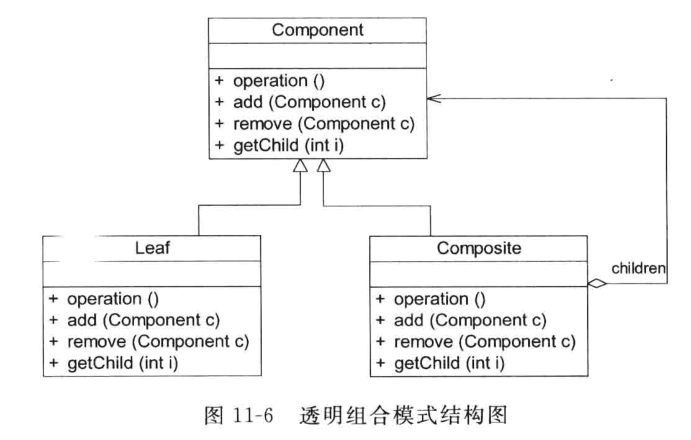 Component
+ operation ()
+ add (Component c)
+ remove (Component c)
+ getChild (int i)
Leaf
+ operation ()
+ add (Component c)
+ remove (Component c)
+ getChild (int i)
Composite
+ operation ()
+ add (Component c)
+ remove (Component c)
+ getChild (int i)
children
图 11-6 透明组合模式结构图